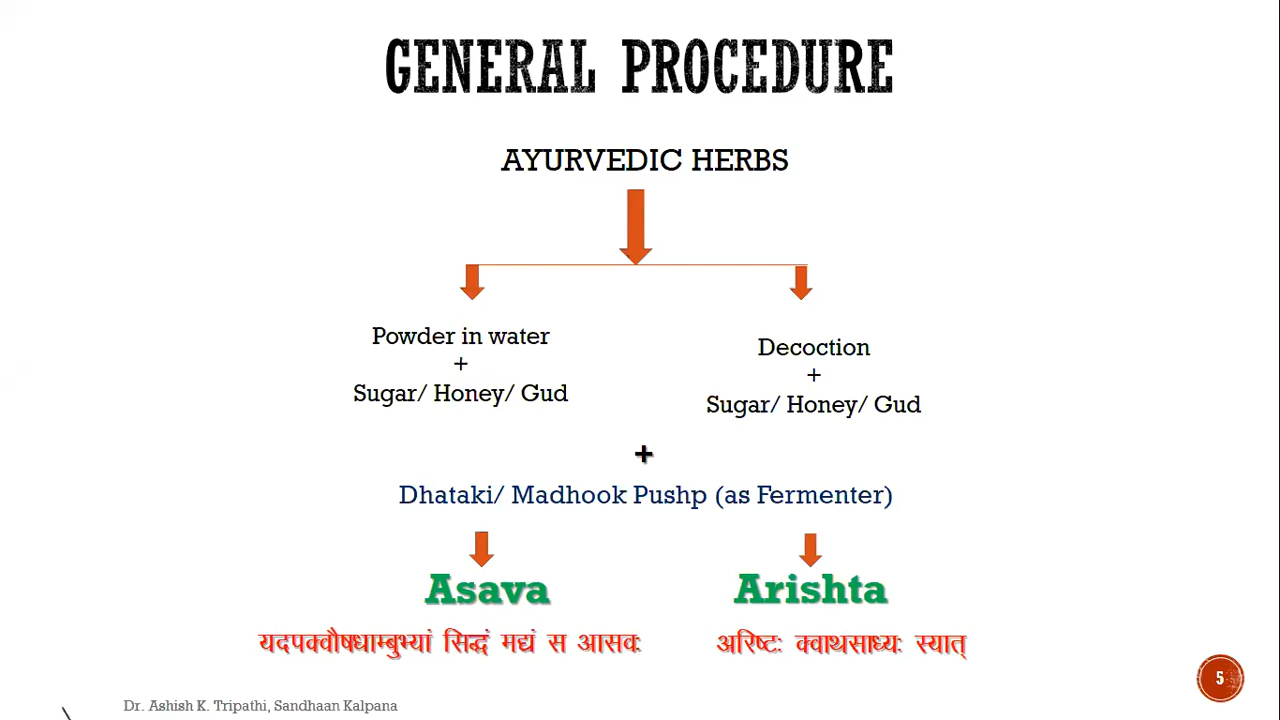 GENERAL PROCEDURE
AYURVEDIC HERBS
Powder in water
+
Sugar/ Honey/ Gud
Decoction
+
Sugar/ Honey/ Gud
+
Dhataki/ Madhook Pushp (as Fermenter)
Asava
यदपक्वौषधाम्बुभ्यां सिद्धं मद्यं स आसवः
Arishta
अरिष्टः क्वाथसाध्यः स्यात्
5
Dr. Ashish K. Tripathi, Sandhaan Kalpana